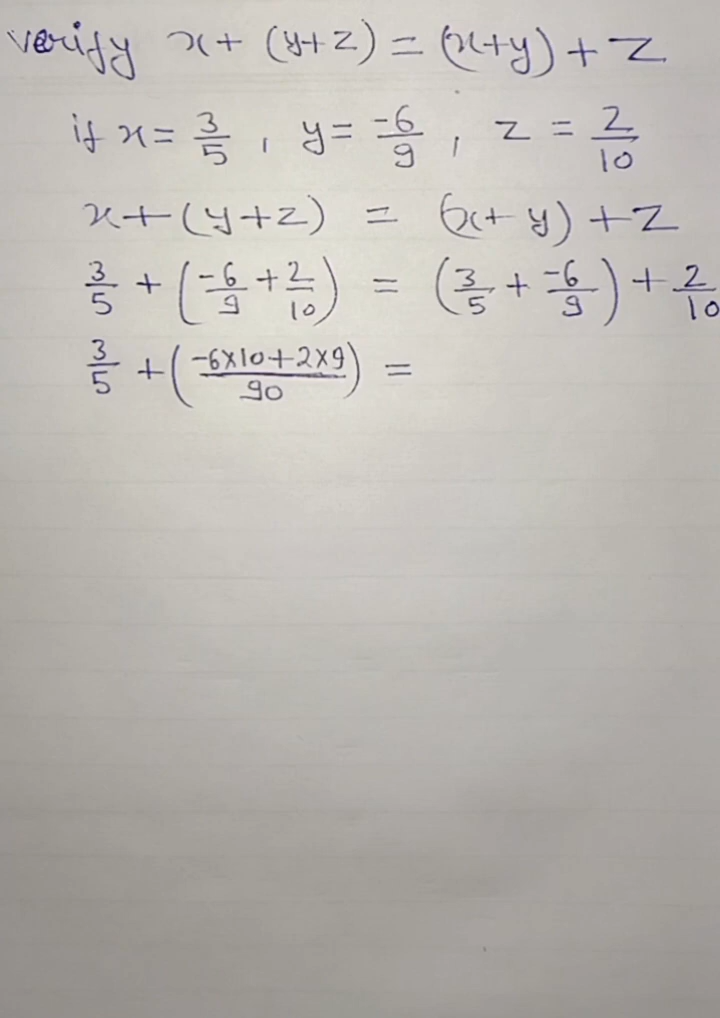 verify x + (y+z) = (x+y) + z
if x = 3/5 , y = -6/9 , z = 2/10
x + (y+z) = (x+y) + z
3/5 + (-6/9 + 2/10) = (3/5 + -6/9) + 2/10
3/5 + (-6×10+2×9/90) =